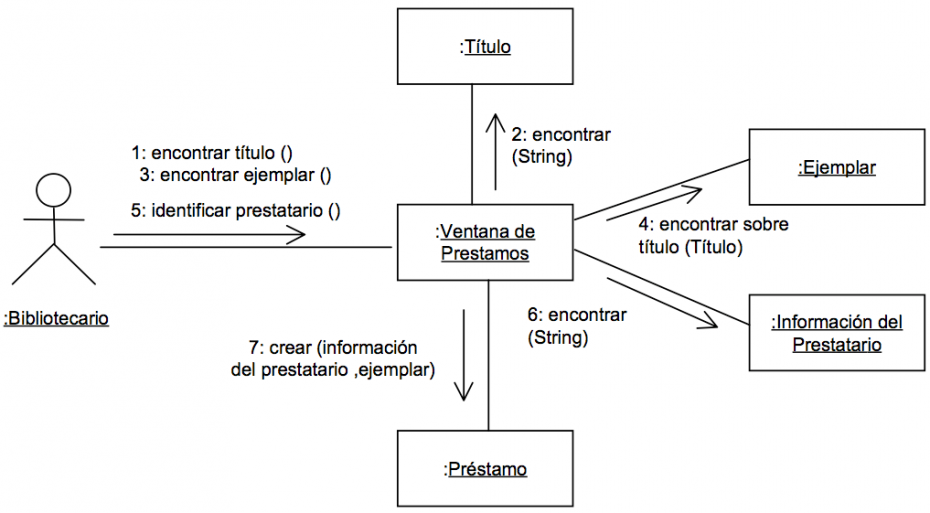 :Título
2: encontrar
(String)
1: encontrar título ()
3: encontrar ejemplar ()
5: identificar prestatario ()
:Ejemplar
:Ventana de
Prestamos
4: encontrar sobre
título (Título)
:Bibliotecario
6: encontrar
(String)
:Información del
Prestatario
7: crear (información
del prestatario ,ejemplar)
:Préstamo